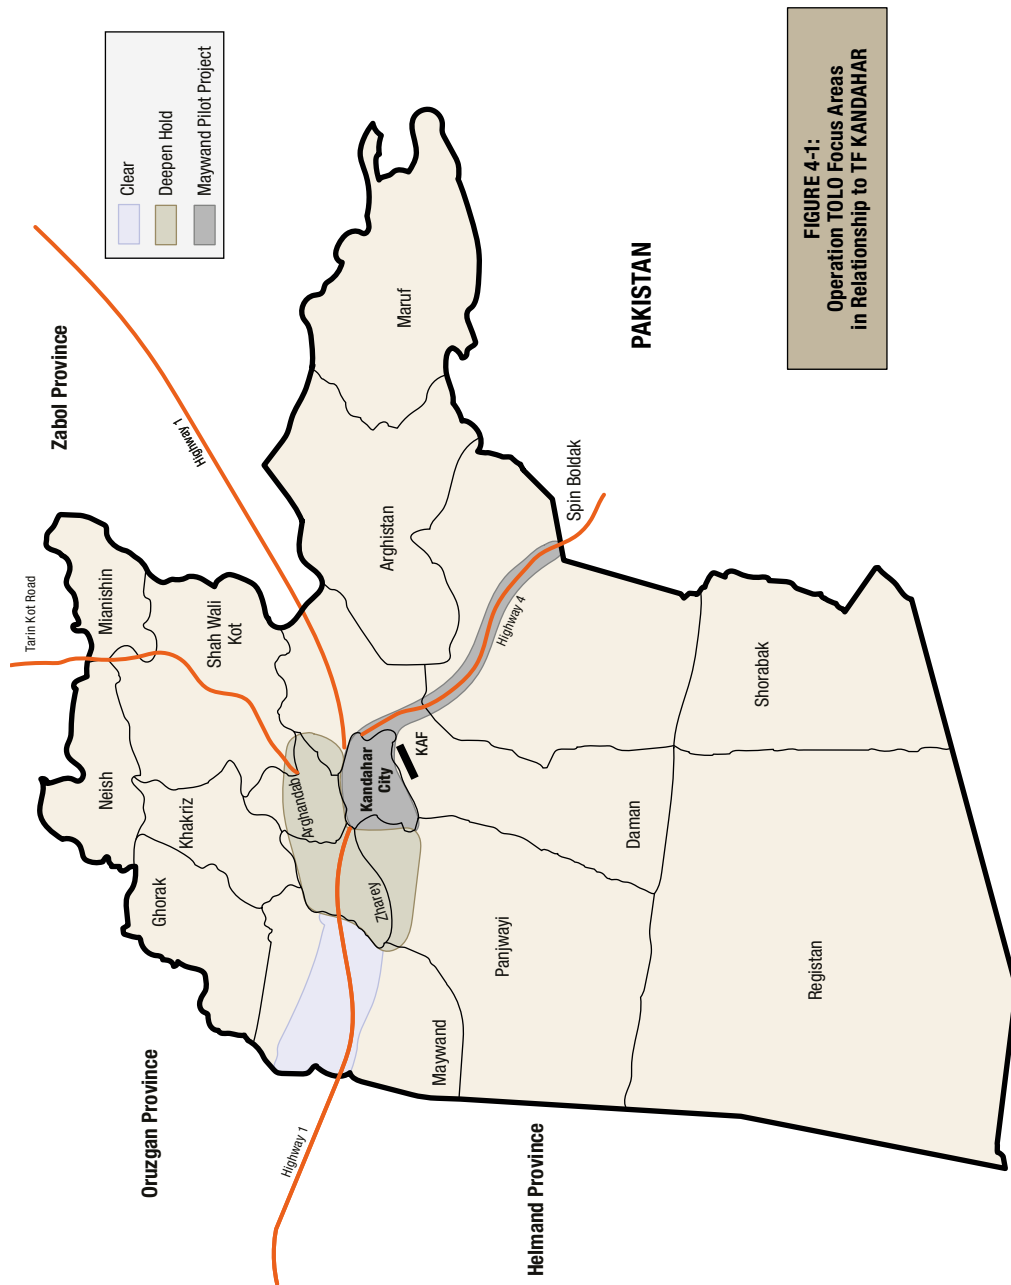 Clear
Deepen Hold
Maywand Pilot Project
Oruzgan Province
Zabol Province
Tarin Kot Road
Highway 1
Highway 1
Neish
Mianishin
Ghorak
Khakriz
Shah Wali
Kot
Arghandab
Zharey
Kandahar
City
KAF
Highway 4
Arghistan
Maruf
Maywand
Panjwayi
Daman
Spin Boldak
Registan
Shorabak
Helmand Province
PAKISTAN
FIGURE 4-1:
Operation TOLO Focus Areas
in Relationship to TF KANDAHAR